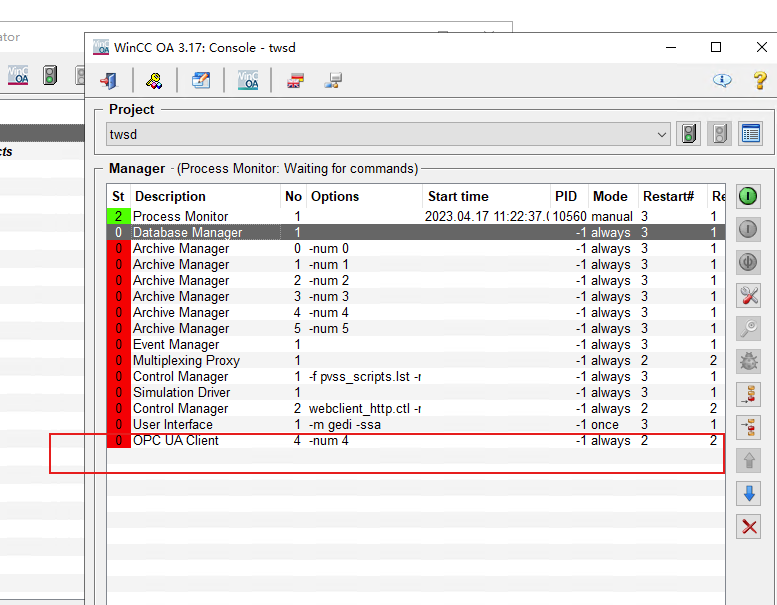 ator
WinCC OA 3.17: Console - twsd
Project
twsd
cts
Manager - (Process Monitor: Waiting for commands)
St Description No Options Start time PID Mode Restart# Re
2 Process Monitor 1 2023.04.17 11:22:37.0 10560 manual 3 1
0 Database Manager 1 -1 always 3 1
0 Archive Manager 0 -num 0 -1 always 3 1
0 Archive Manager 1 -num 1 -1 always 3 1
0 Archive Manager 2 -num 2 -1 always 3 1
0 Archive Manager 3 -num 3 -1 always 3 1
0 Archive Manager 4 -num 4 -1 always 3 1
0 Archive Manager 5 -num 5 -1 always 3 1
0 Event Manager 1 -1 always 3 1
0 Multiplexing Proxy 1 -1 always 2 2
0 Control Manager 1 -f pvss_scripts.lst -r -1 always 3 1
0 Simulation Driver 1 -1 always 3 1
0 Control Manager 2 webclient_http.ctl -r -1 always 2 2
0 User Interface 1 -m gedi -ssa -1 once 3 1
0 OPC UA Client 4 -num 4 -1 always 2 2